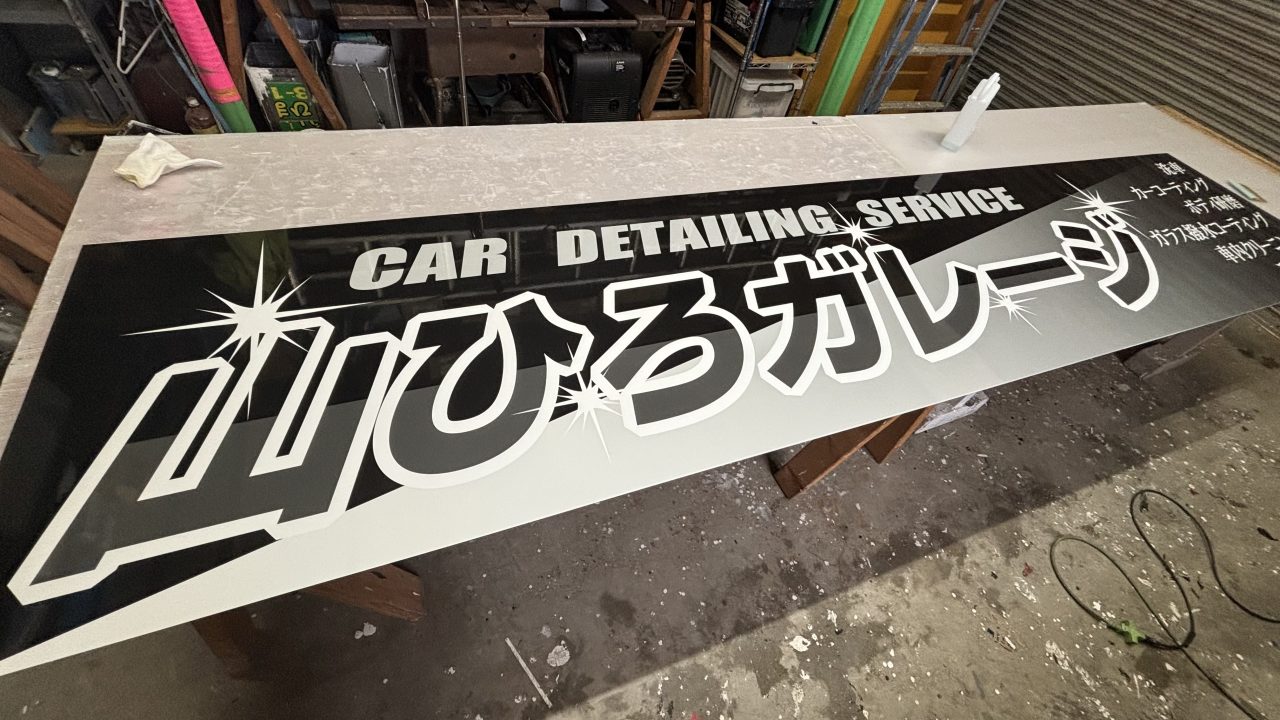 CAR DETAILING SERVICE
山ひろガレージ
洗車
カーコーティング
ボディ研磨
ガラス撥水コーティング